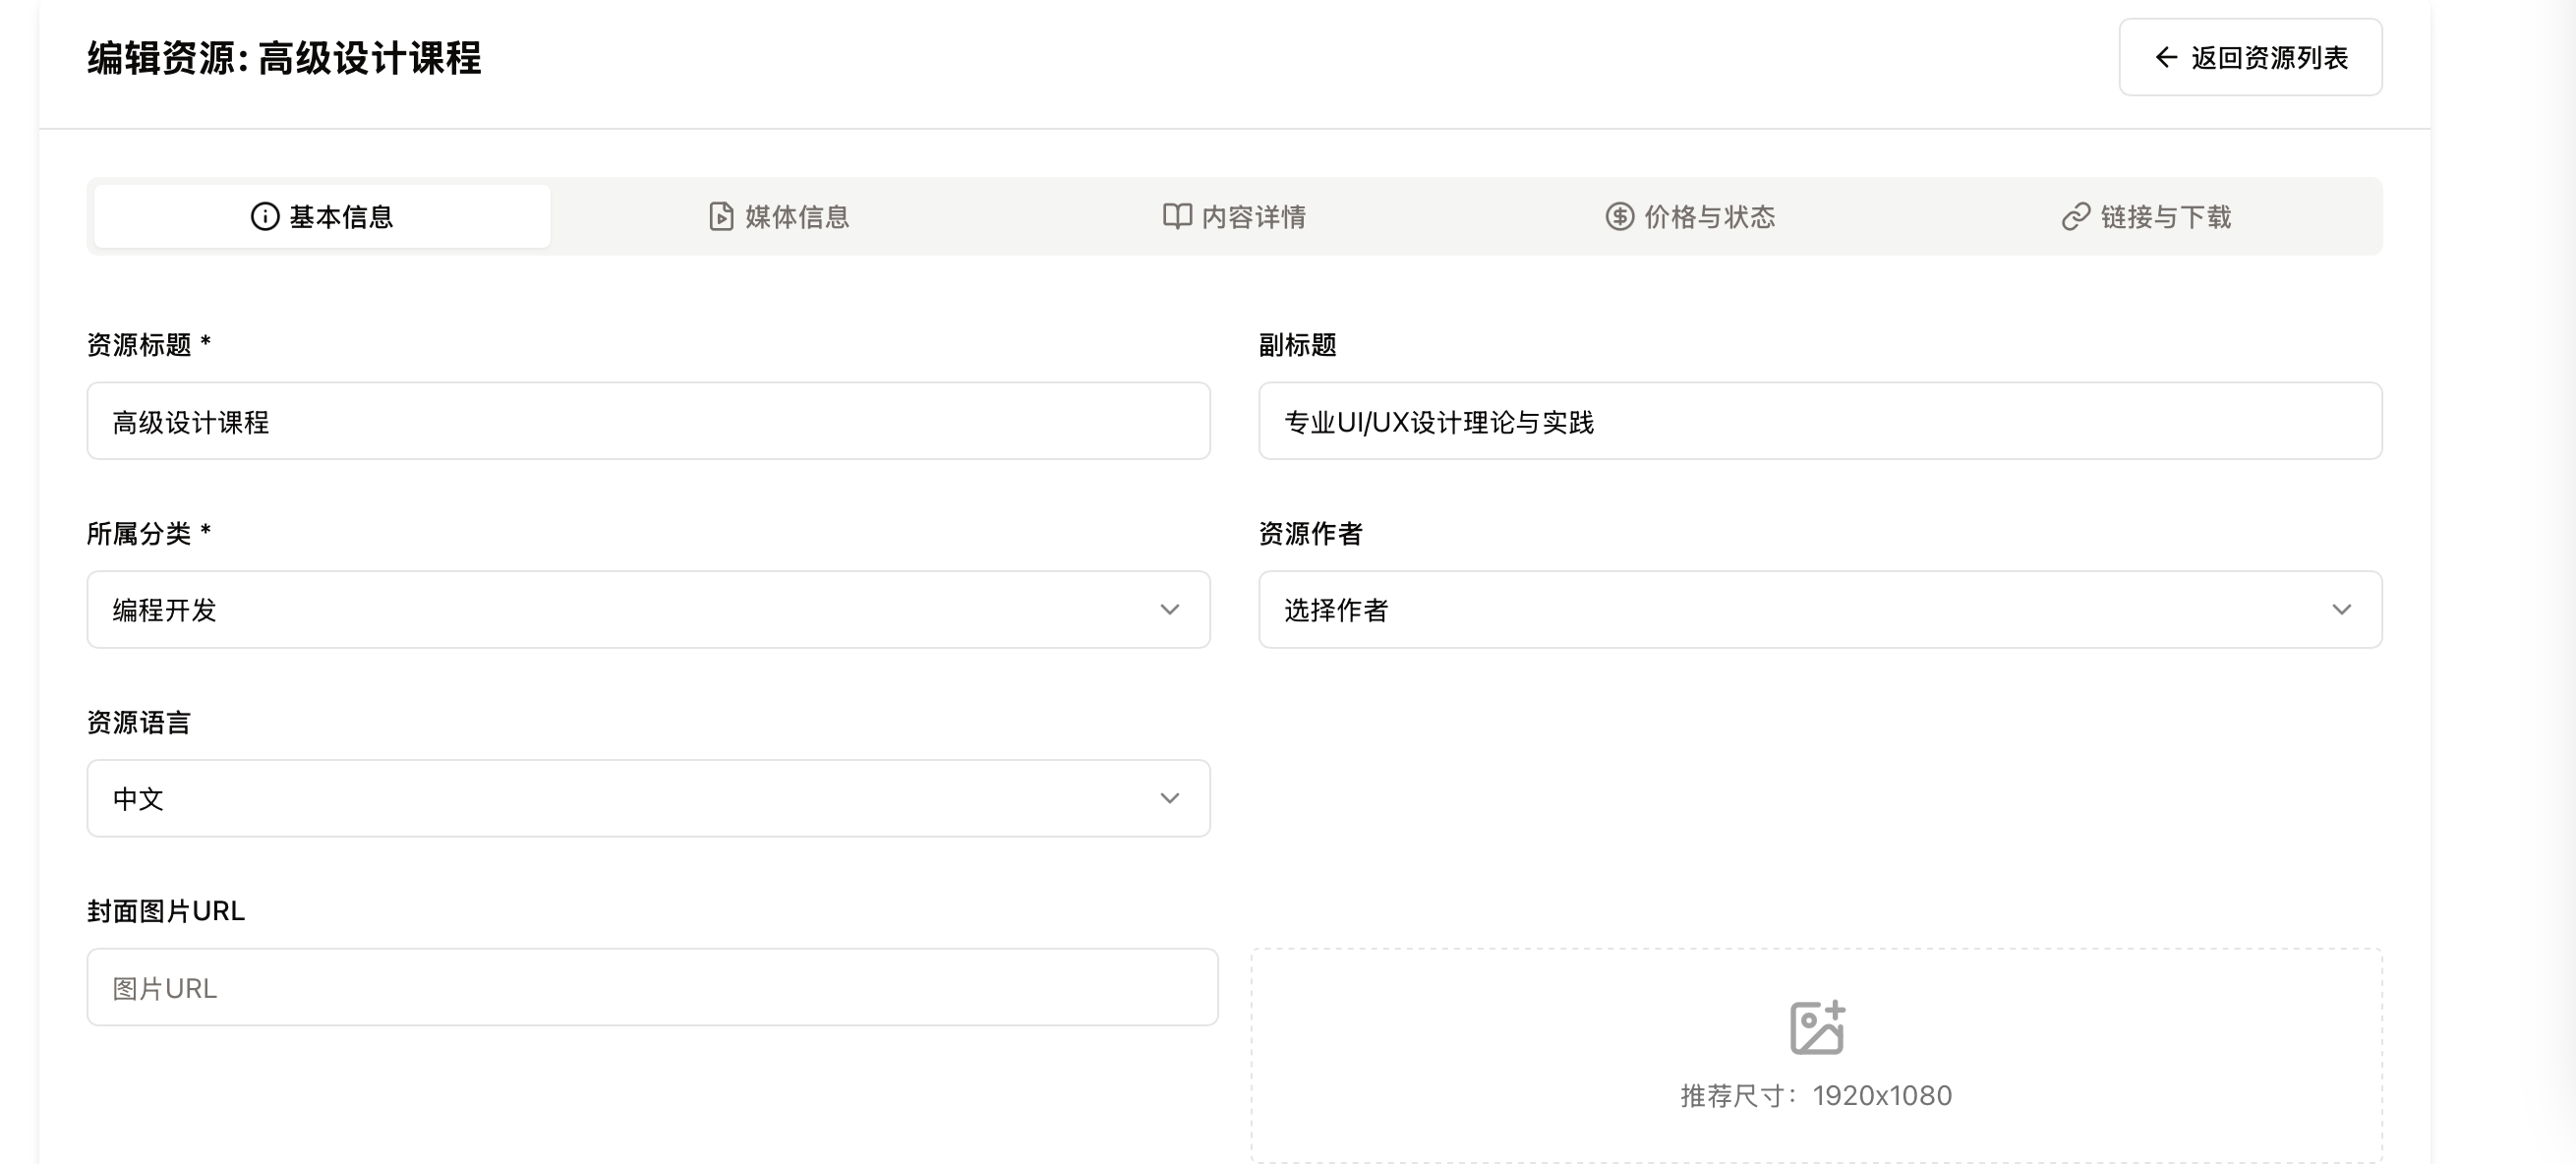 编辑资源: 高级设计课程
返回资源列表
基本信息
媒体信息
内容详情
价格与状态
链接与下载
资源标题 *
副标题
高级设计课程
专业UI/UX设计理论与实践
所属分类 *
资源作者
编程开发
选择作者
资源语言
中文
封面图片URL
图片URL
推荐尺寸：1920x1080